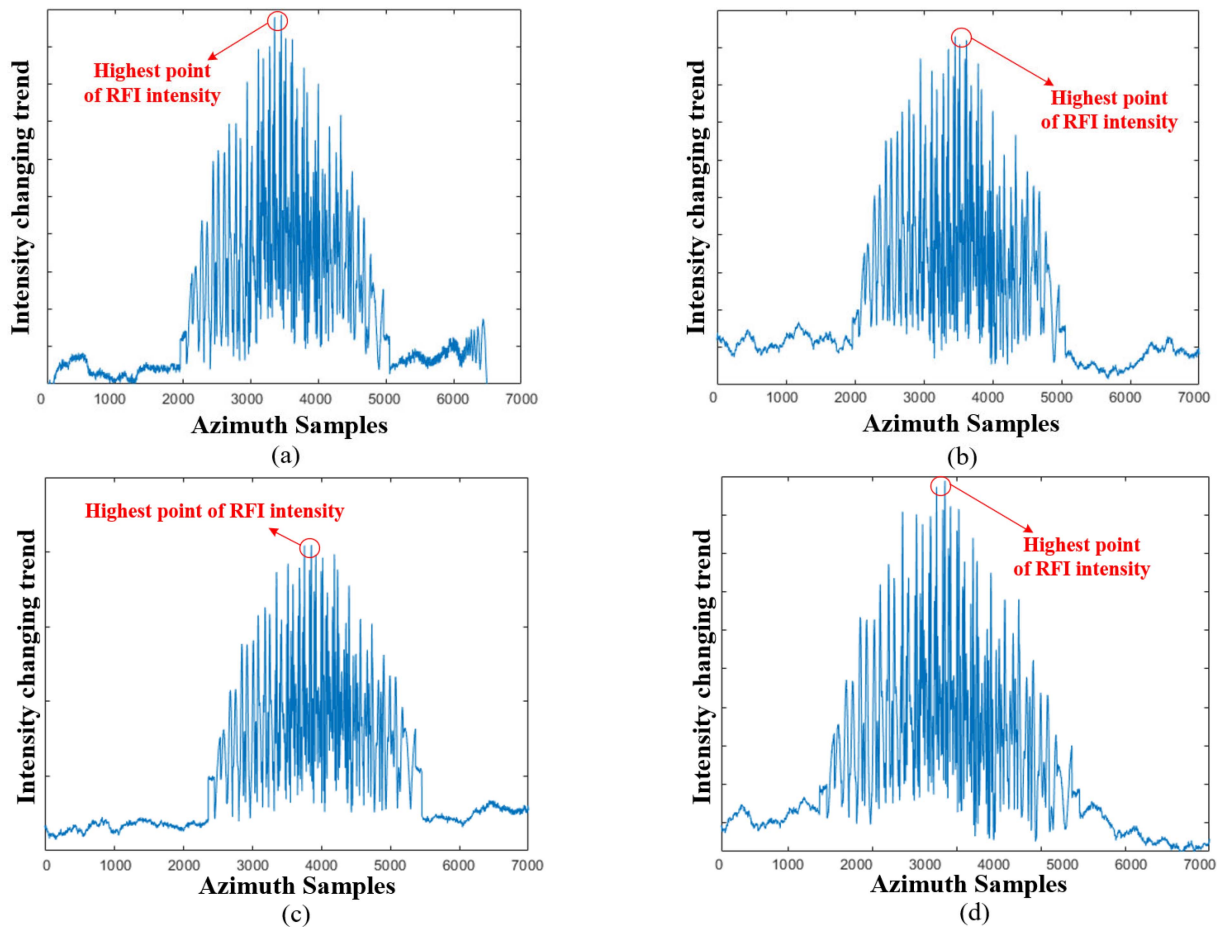 Highest point
of RFI intensity
Intensity changing trend
0 1000 2000 3000 4000 5000 6000 7000
Azimuth Samples
(a)
Highest point
of RFI intensity
Intensity changing trend
0 1000 2000 3000 4000 5000 6000 7000
Azimuth Samples
(b)
Highest point of RFI intensity
Intensity changing trend
0 1000 2000 3000 4000 5000 6000 7000
Azimuth Samples
(c)
Highest point
of RFI intensity
Intensity changing trend
0 1000 2000 3000 4000 5000 6000 7000
Azimuth Samples
(d)